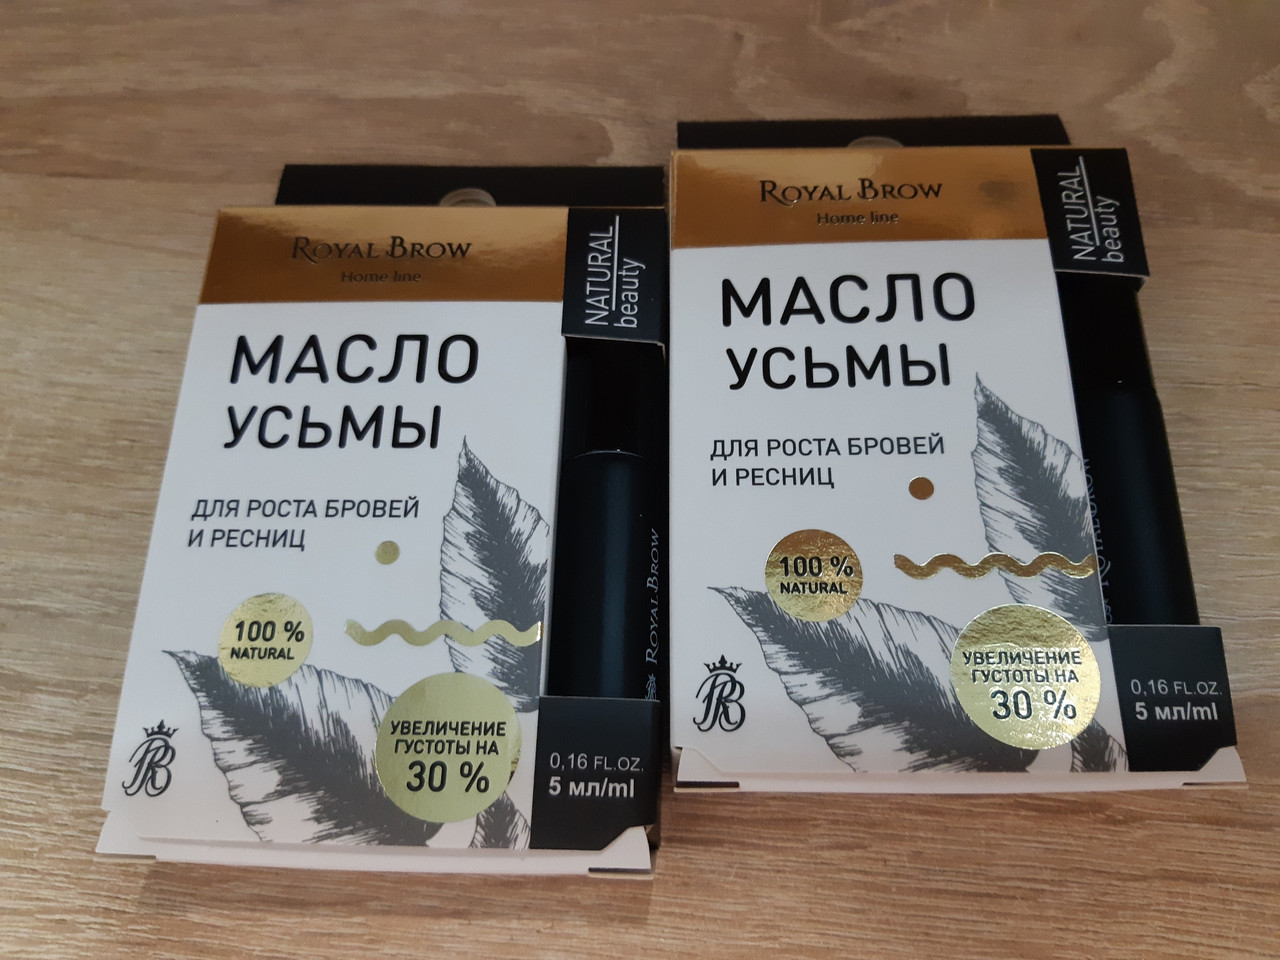 ROYAL BROW
Home line
NATURAL
beauty
МАСЛО
УСЬМЫ
ДЛЯ РОСТА БРОВЕЙ
И РЕСНИЦ
100 %
NATURAL
УВЕЛИЧЕНИЕ
ГУСТОТЫ НА
30 %
ROYAL BROW
0,16 FL.OZ.
5 мл/ml
ROYAL BROW
Home line
NATURAL
beauty
МАСЛО
УСЬМЫ
ДЛЯ РОСТА БРОВЕЙ
И РЕСНИЦ
100 %
NATURAL
УВЕЛИЧЕНИЕ
ГУСТОТЫ НА
30 %
ROYAL BROW
0,16 FL.OZ.
5 мл/ml